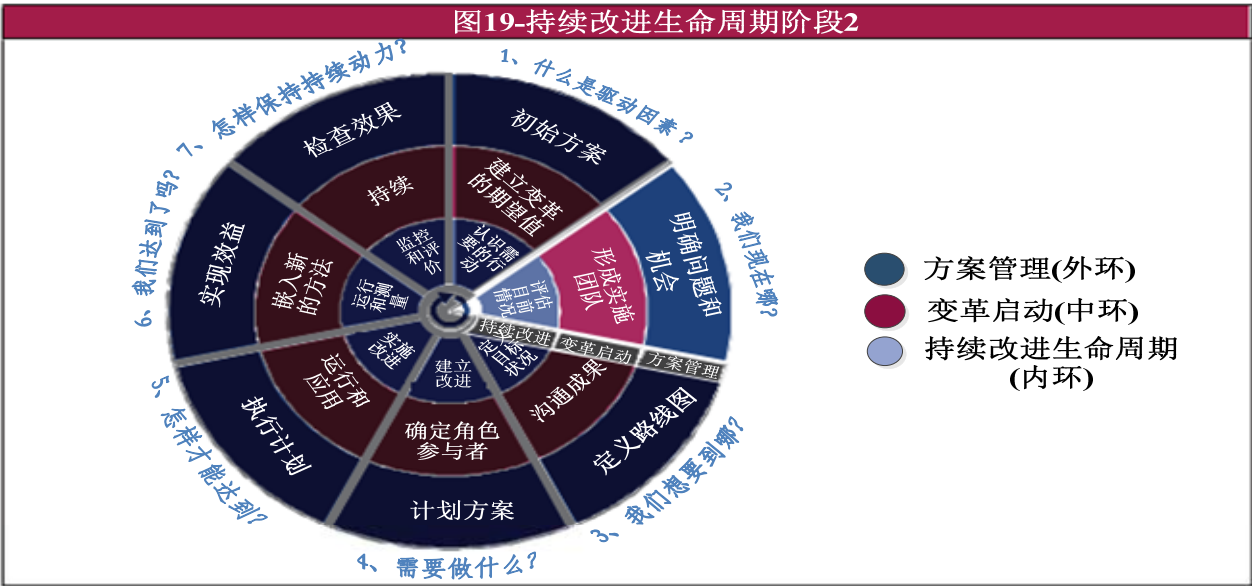 图19-持续改进生命周期阶段2
1、什么是驱动因素？
2、我们现在哪？
3、我们想要到哪？
4、需要做什么？
5、怎样才能达到？
6、我们达到了吗？
7、怎样保持持续动力？
初始方案
明确问题和
机会
定义路线图
计划方案
执行计划
实现效益
检查效果
建立变革
的期望值
形成实施
团队
沟通成果
确定角色
参与者
运行和
应用
嵌入新
的方法
持续
认识需
要的行
动
评估
目前
情况
定义
目标
状况
建立
改进
实施
改进
运行
和测
量
监控
和评
价
持续改进
变革启动
方案管理
方案管理(外环)
变革启动(中环)
持续改进生命周期
(内环)